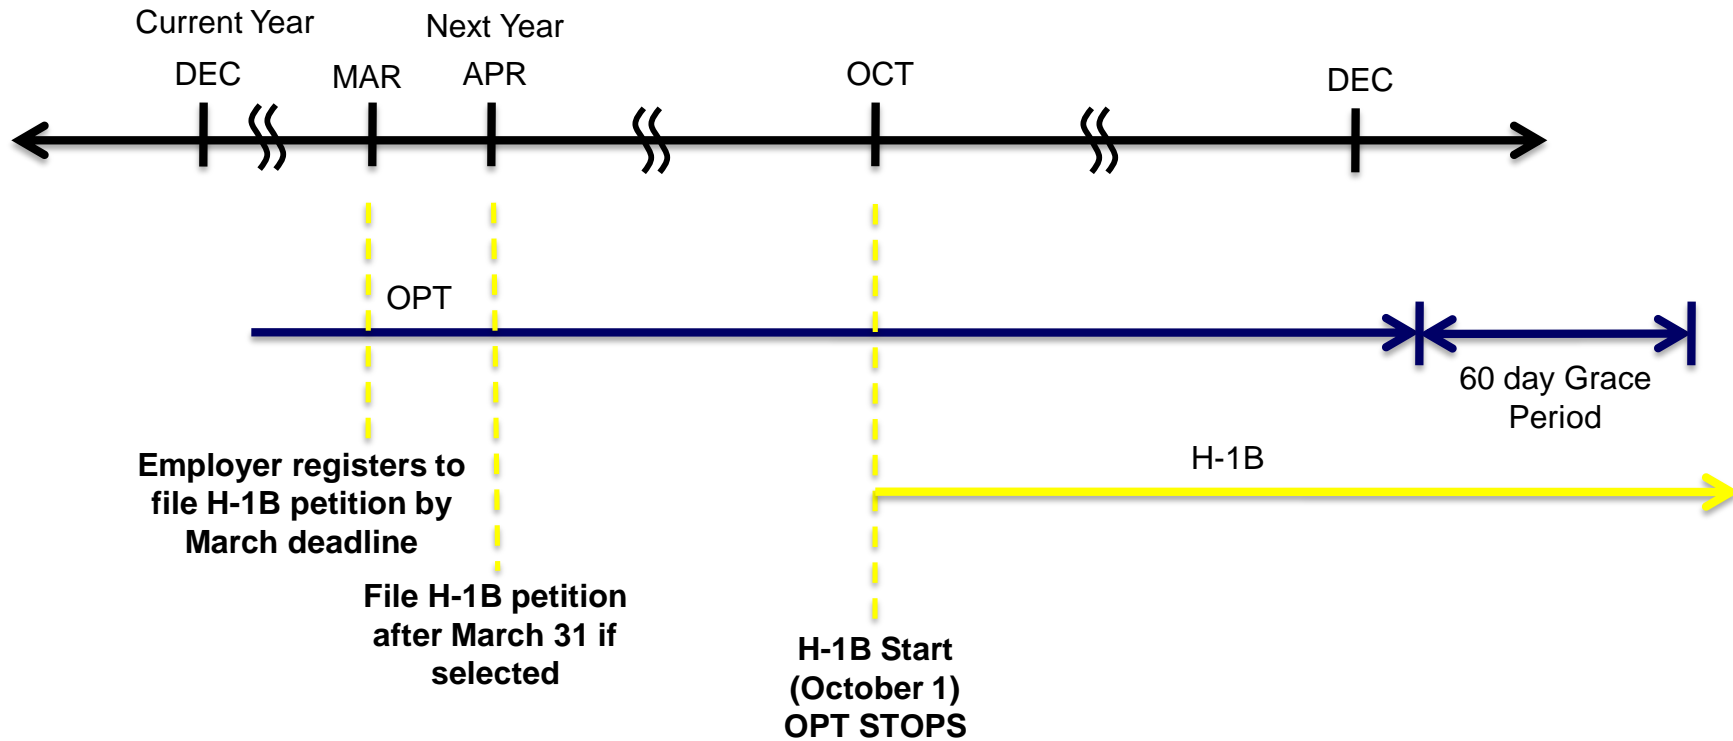 Current Year
Next Year
DEC
MAR
APR
OCT
DEC
OPT
60 day Grace
Period
H-1B
Employer registers to
file H-1B petition by
March deadline
File H-1B petition
after March 31 if
selected
H-1B Start
(October 1)
OPT STOPS